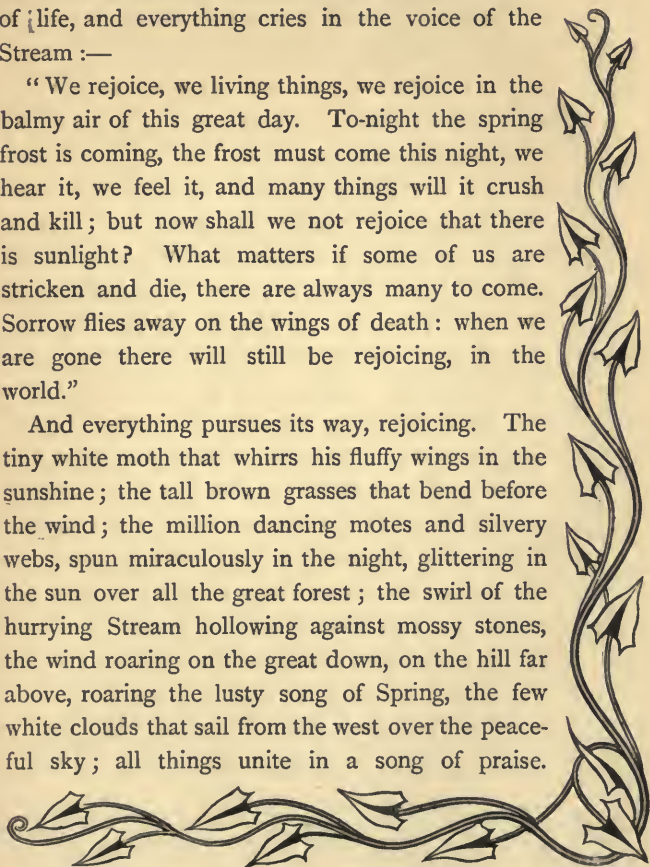 of life, and everything cries in the voice of the
Stream :—
“ We rejoice, we living things, we rejoice in the
balmy air of this great day. To-night the spring
frost is coming, the frost must come this night, we
hear it, we feel it, and many things will it crush
and kill ; but now shall we not rejoice that there
is sunlight ? What matters if some of us are
stricken and die, there are always many to come.
Sorrow flies away on the wings of death : when we
are gone there will still be rejoicing, in the
world.”
And everything pursues its way, rejoicing. The
tiny white moth that whirrs his fluffy wings in the
sunshine ; the tall brown grasses that bend before
the wind ; the million dancing motes and silvery
webs, spun miraculously in the night, glittering in
the sun over all the great forest ; the swirl of the
hurrying Stream hollowing against mossy stones,
the wind roaring on the great down, on the hill far
above, roaring the lusty song of Spring, the few
white clouds that sail from the west over the peace-
ful sky ; all things unite in a song of praise.